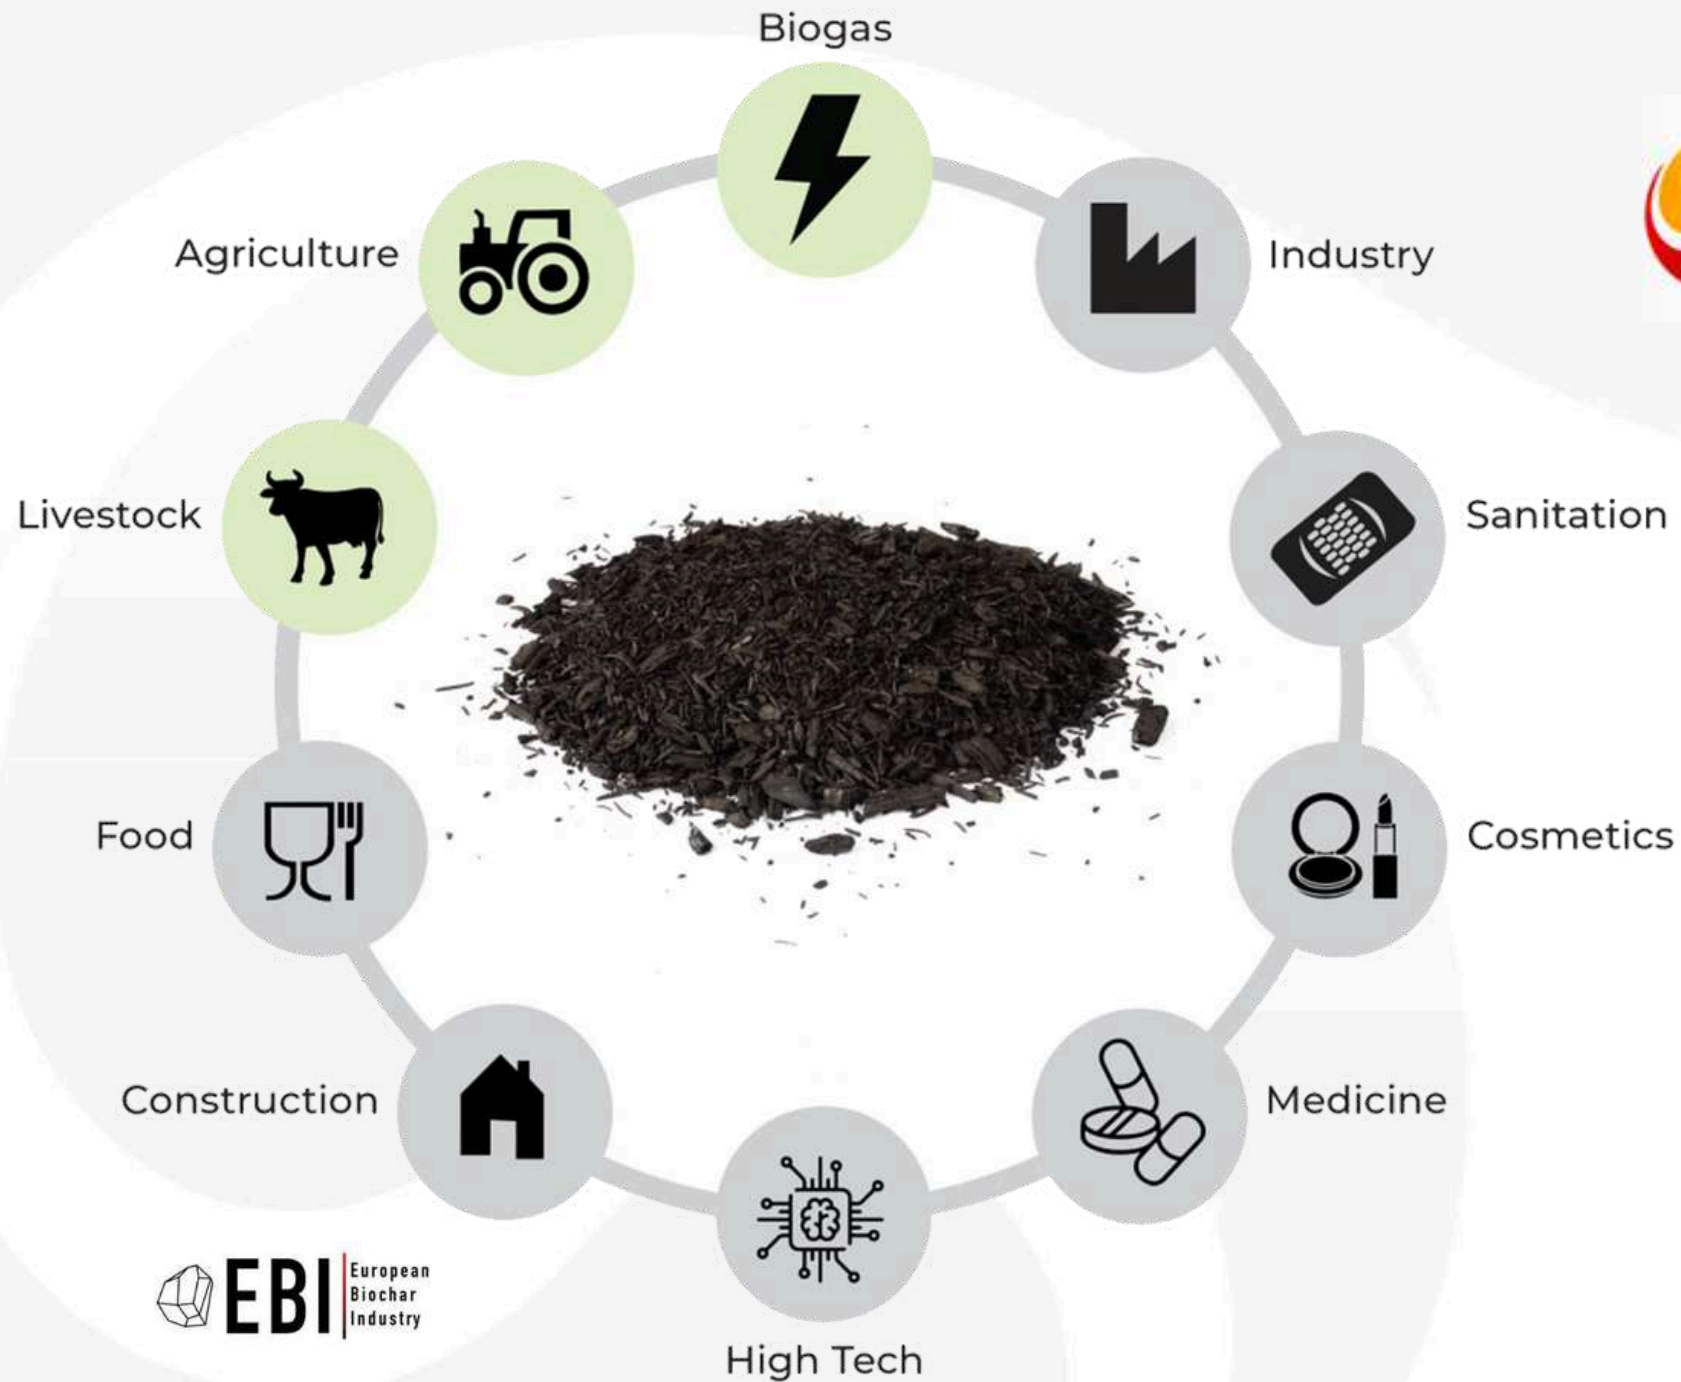 Biogas
Agriculture
Industry
Livestock
Sanitation
Food
Cosmetics
Construction
Medicine
EBI
European
Biochar
Industry
High Tech